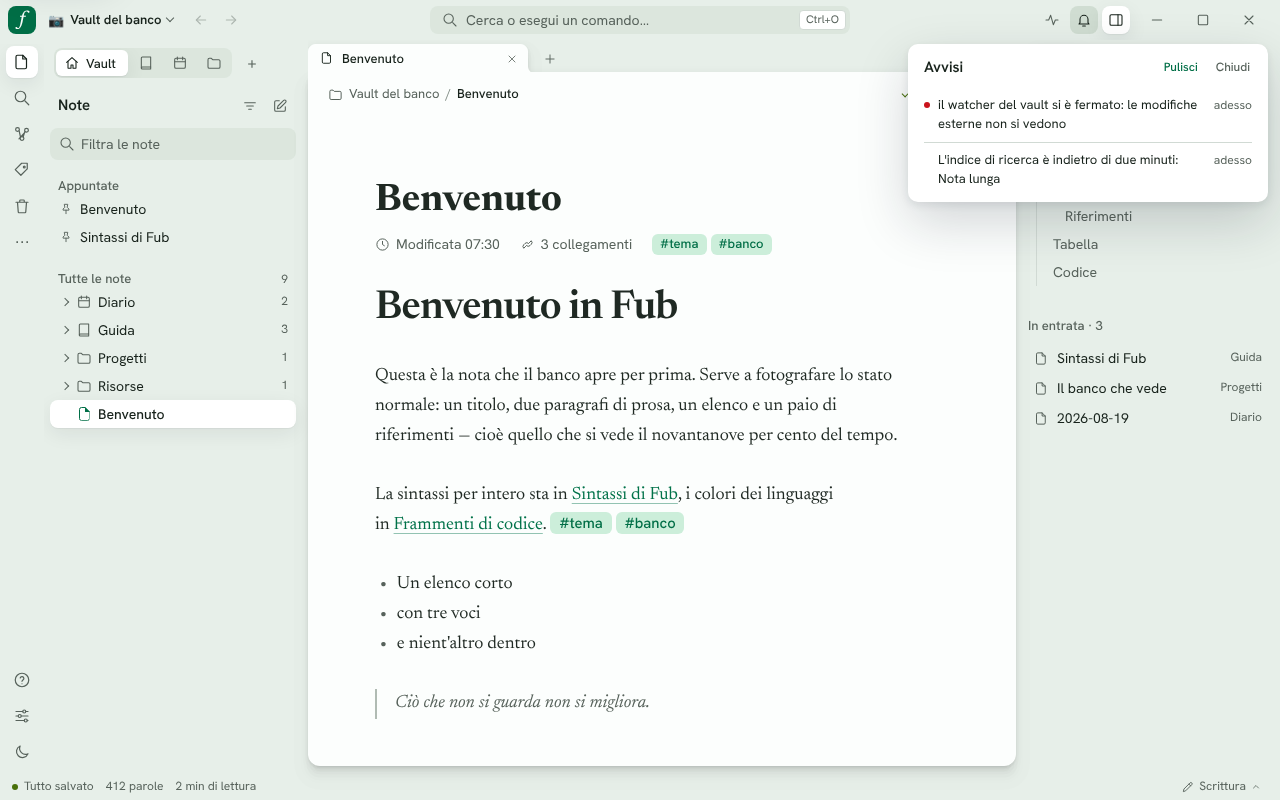 f
Vault del banco
Cerca o esegui un comando...
Ctrl+O
Vault
Note
Filtra le note
Appuntate
Benvenuto
Sintassi di Fub
Tutte le note 9
Diario 2
Guida 3
Progetti 1
Risorse 1
Benvenuto
Benvenuto
Vault del banco / Benvenuto
Benvenuto
Modificata 07:30 3 collegamenti #tema #banco
Benvenuto in Fub
Questa è la nota che il banco apre per prima. Serve a fotografare lo stato
normale: un titolo, due paragrafi di prosa, un elenco e un paio di
riferimenti — cioè quello che si vede il novantanove per cento del tempo.
La sintassi per intero sta in Sintassi di Fub, i colori dei linguaggi
in Frammenti di codice. #tema #banco
• Un elenco corto
• con tre voci
• e nient'altro dentro
Ciò che non si guarda non si migliora.
Avvisi Pulisci Chiudi
il watcher del vault si è fermato: le modifiche adesso
esterne non si vedono
L'indice di ricerca è indietro di due minuti: adesso
Nota lunga
Riferimenti
Tabella
Codice
In entrata · 3
Sintassi di Fub Guida
Il banco che vede Progetti
2026-08-19 Diario
Tutto salvato 412 parole 2 min di lettura
Scrittura